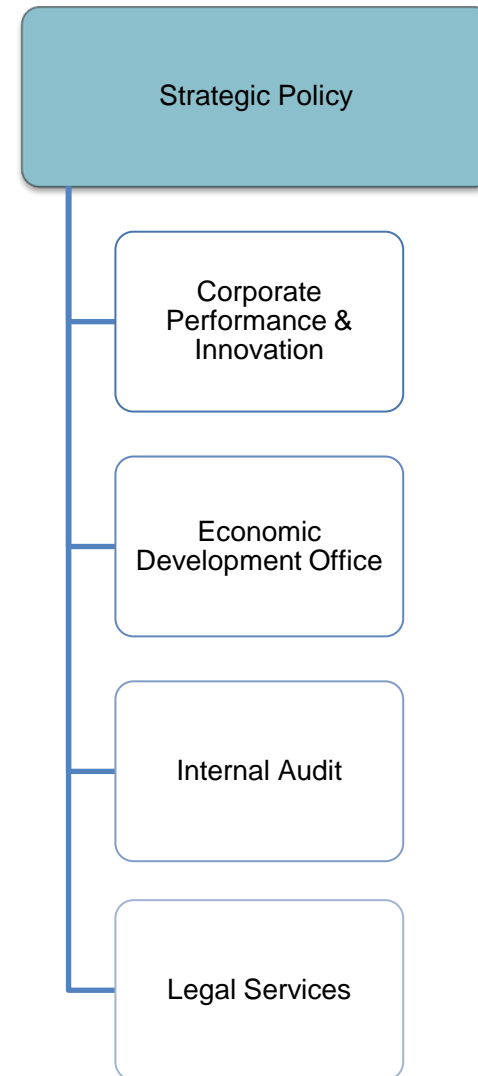 Strategic Policy
Corporate
Performance &
Innovation
Economic
Development Office
Internal Audit
Legal Services